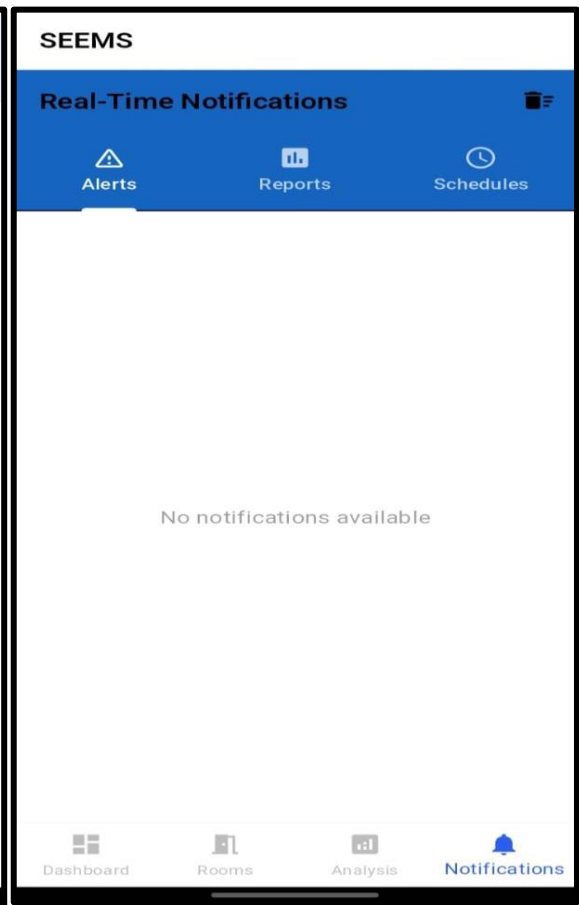 SEEMS
Real-Time Notifications
Alerts Reports Schedules
No notifications available
Dashboard Rooms Analysis Notifications